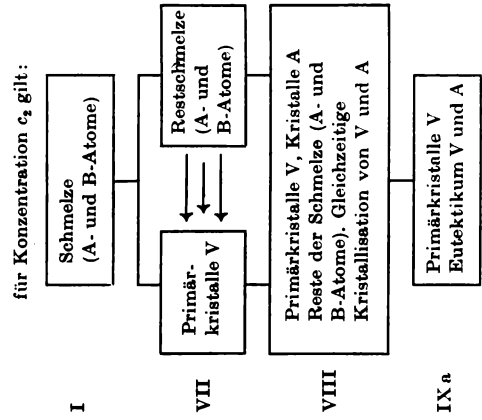 für Konzentration c₂ gilt:
I
Schmelze
(A- und B-Atome)
VII
Primär-
kristalle V
Restschmelze
(A- und
B-Atome)
VIII
Primärkristalle V, Kristalle A
Reste der Schmelze (A- und
B-Atome). Gleichzeitige
Kristallisation von V und A
IX a
Primärkristalle V
Eutektikum V und A